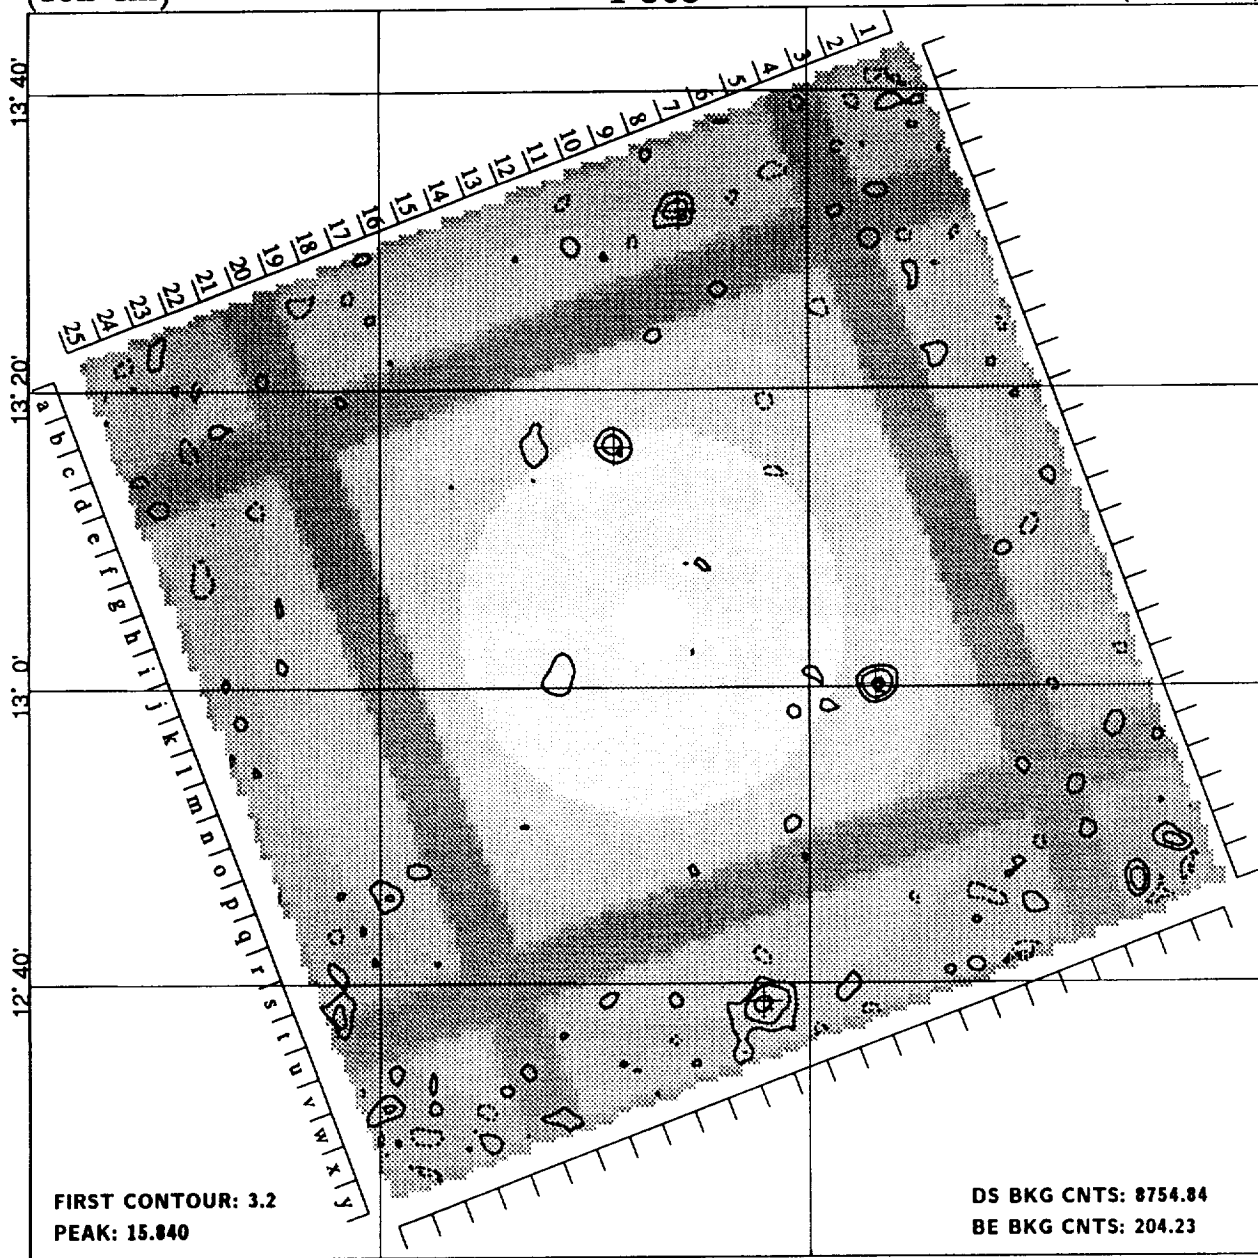 13° 40'
13° 20'
13° 0'
12° 40'
1 2 3 4 5 6 7 8 9 10 11 12 13 14 15 16 17 18 19 20 21 22 23 24 25
a b c d e f g h i j k l m n o p q r s t u v w x y
FIRST CONTOUR: 3.2
PEAK: 15.840
DS BKG CNTS: 8754.84
BE BKG CNTS: 204.23